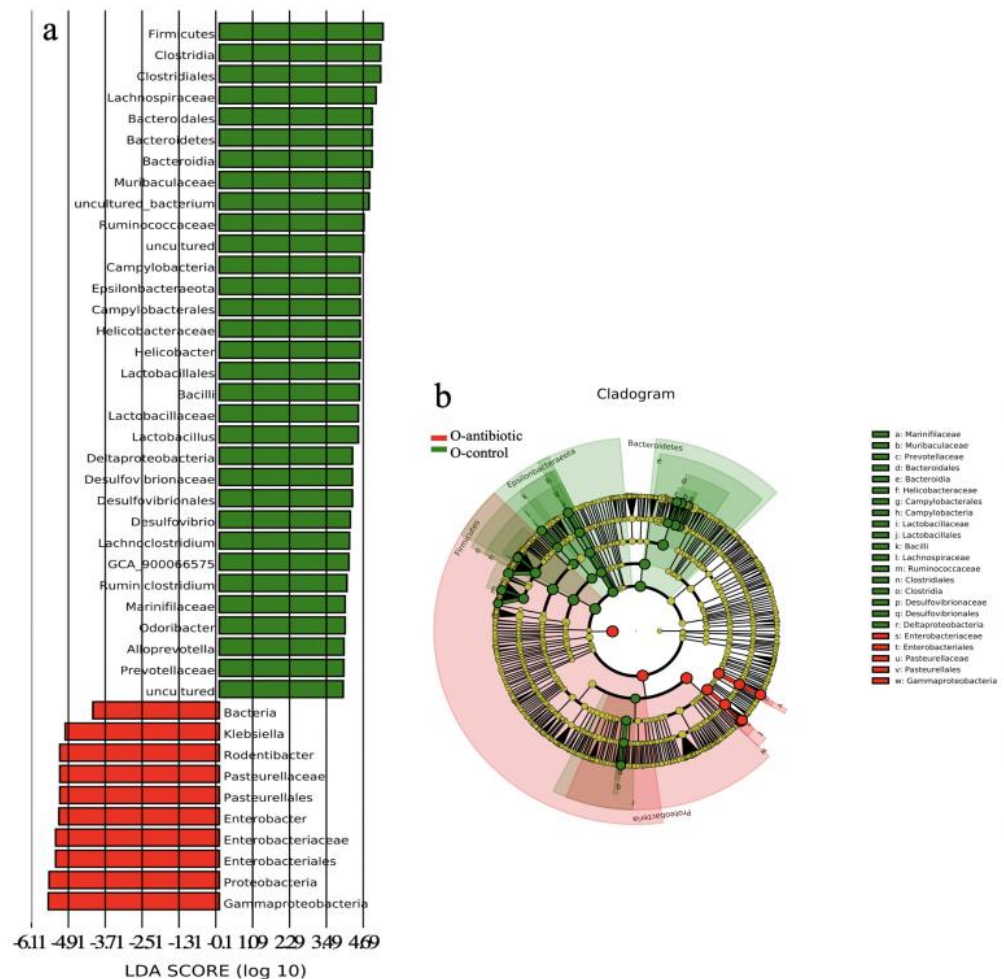 a
Firmicutes
Clostridia
Clostridiales
Lachnospiraceae
Bacteroidales
Bacteroidetes
Bacteroidia
Muribaculaceae
uncultured_bacterium
Ruminococcaceae
uncultured
Campylobacteria
Epsilonbacteraeota
Campylobacterales
Helicobacteraceae
Helicobacter
Lactobacillales
Bacilli
Lactobacillaceae
Lactobacillus
Deltaproteobacteria
Desulfovibrionaceae
Desulfovibrionales
Desulfovibrio
Lachnoclostridium
GCA_900066575
Ruminiclostridium
Marinifilaceae
Odoribacter
Alloprevotella
Prevotellaceae
uncultured
Bacteria
Klebsiella
Rodentibacter
Pasteurellaceae
Pasteurellales
Enterobacter
Enterobacteriaceae
Enterobacteriales
Proteobacteria
Gammaproteobacteria
-6.11 -4.91 -3.71 -2.51 -1.31 -0.1 1.09 2.29 3.49 4.69
LDA SCORE (log 10)
b
Cladogram
O-antibiotic
O-control
Bacteroidetes
Epsilonbacteraeota
Firmicutes
Proteobacteria
a: Marinifilaceae
b: Muribaculaceae
c: Prevotellaceae
d: Bacteroidales
e: Bacteroidia
f: Helicobacteraceae
g: Campylobacterales
h: Campylobacteria
i: Lactobacillaceae
j: Lactobacillales
k: Bacilli
l: Lachnospiraceae
m: Ruminococcaceae
n: Clostridiales
o: Clostridia
p: Desulfovibrionaceae
q: Desulfovibrionales
r: Deltaproteobacteria
s: Enterobacteriaceae
t: Enterobacteriales
u: Pasteurellaceae
v: Pasteurellales
w: Gammaproteobacteria